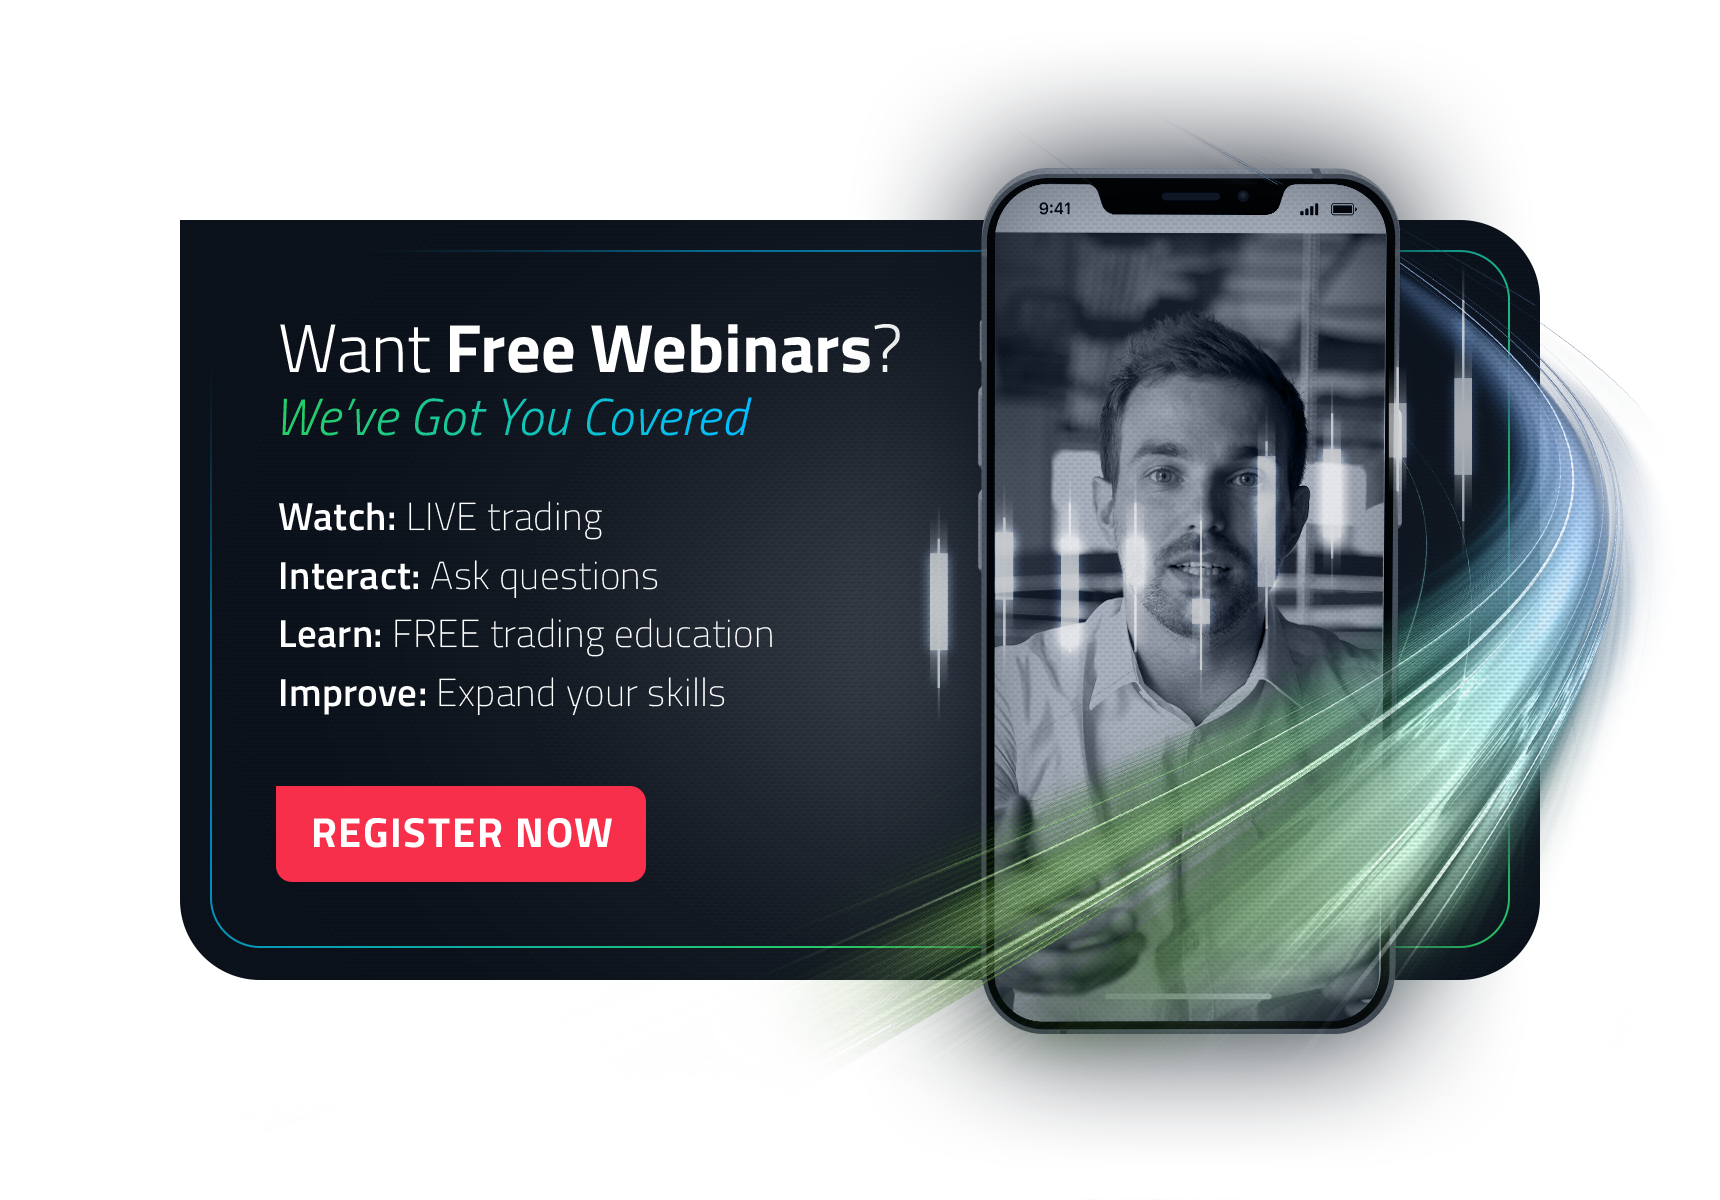 9:41
Want Free Webinars?
We've Got You Covered
Watch: LIVE trading
Interact: Ask questions
Learn: FREE trading education
Improve: Expand your skills
REGISTER NOW